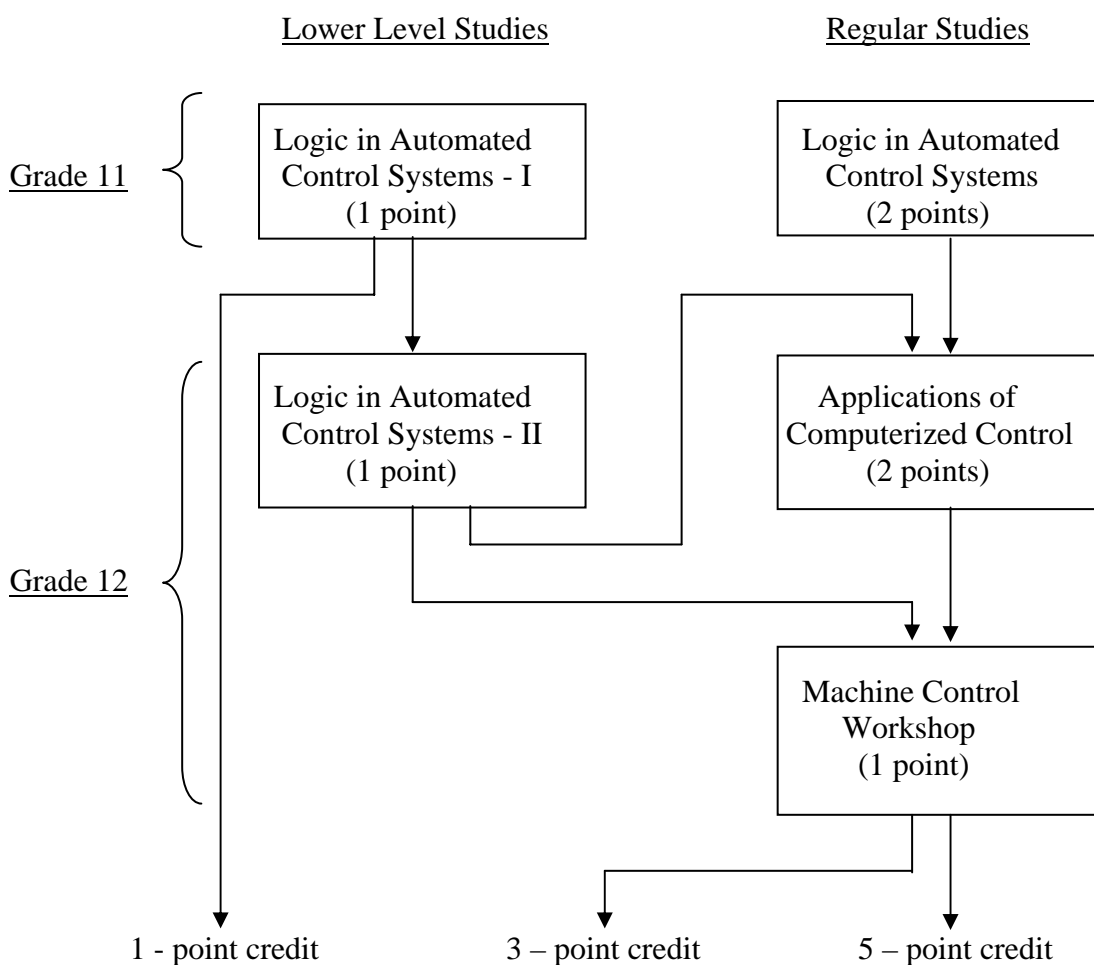 Lower Level Studies
Regular Studies
Grade 11
Logic in Automated
Control Systems - I
(1 point)
Logic in Automated
Control Systems
(2 points)
Grade 12
Logic in Automated
Control Systems - II
(1 point)
Applications of
Computerized Control
(2 points)
Machine Control
Workshop
(1 point)
1 - point credit
3 – point credit
5 – point credit